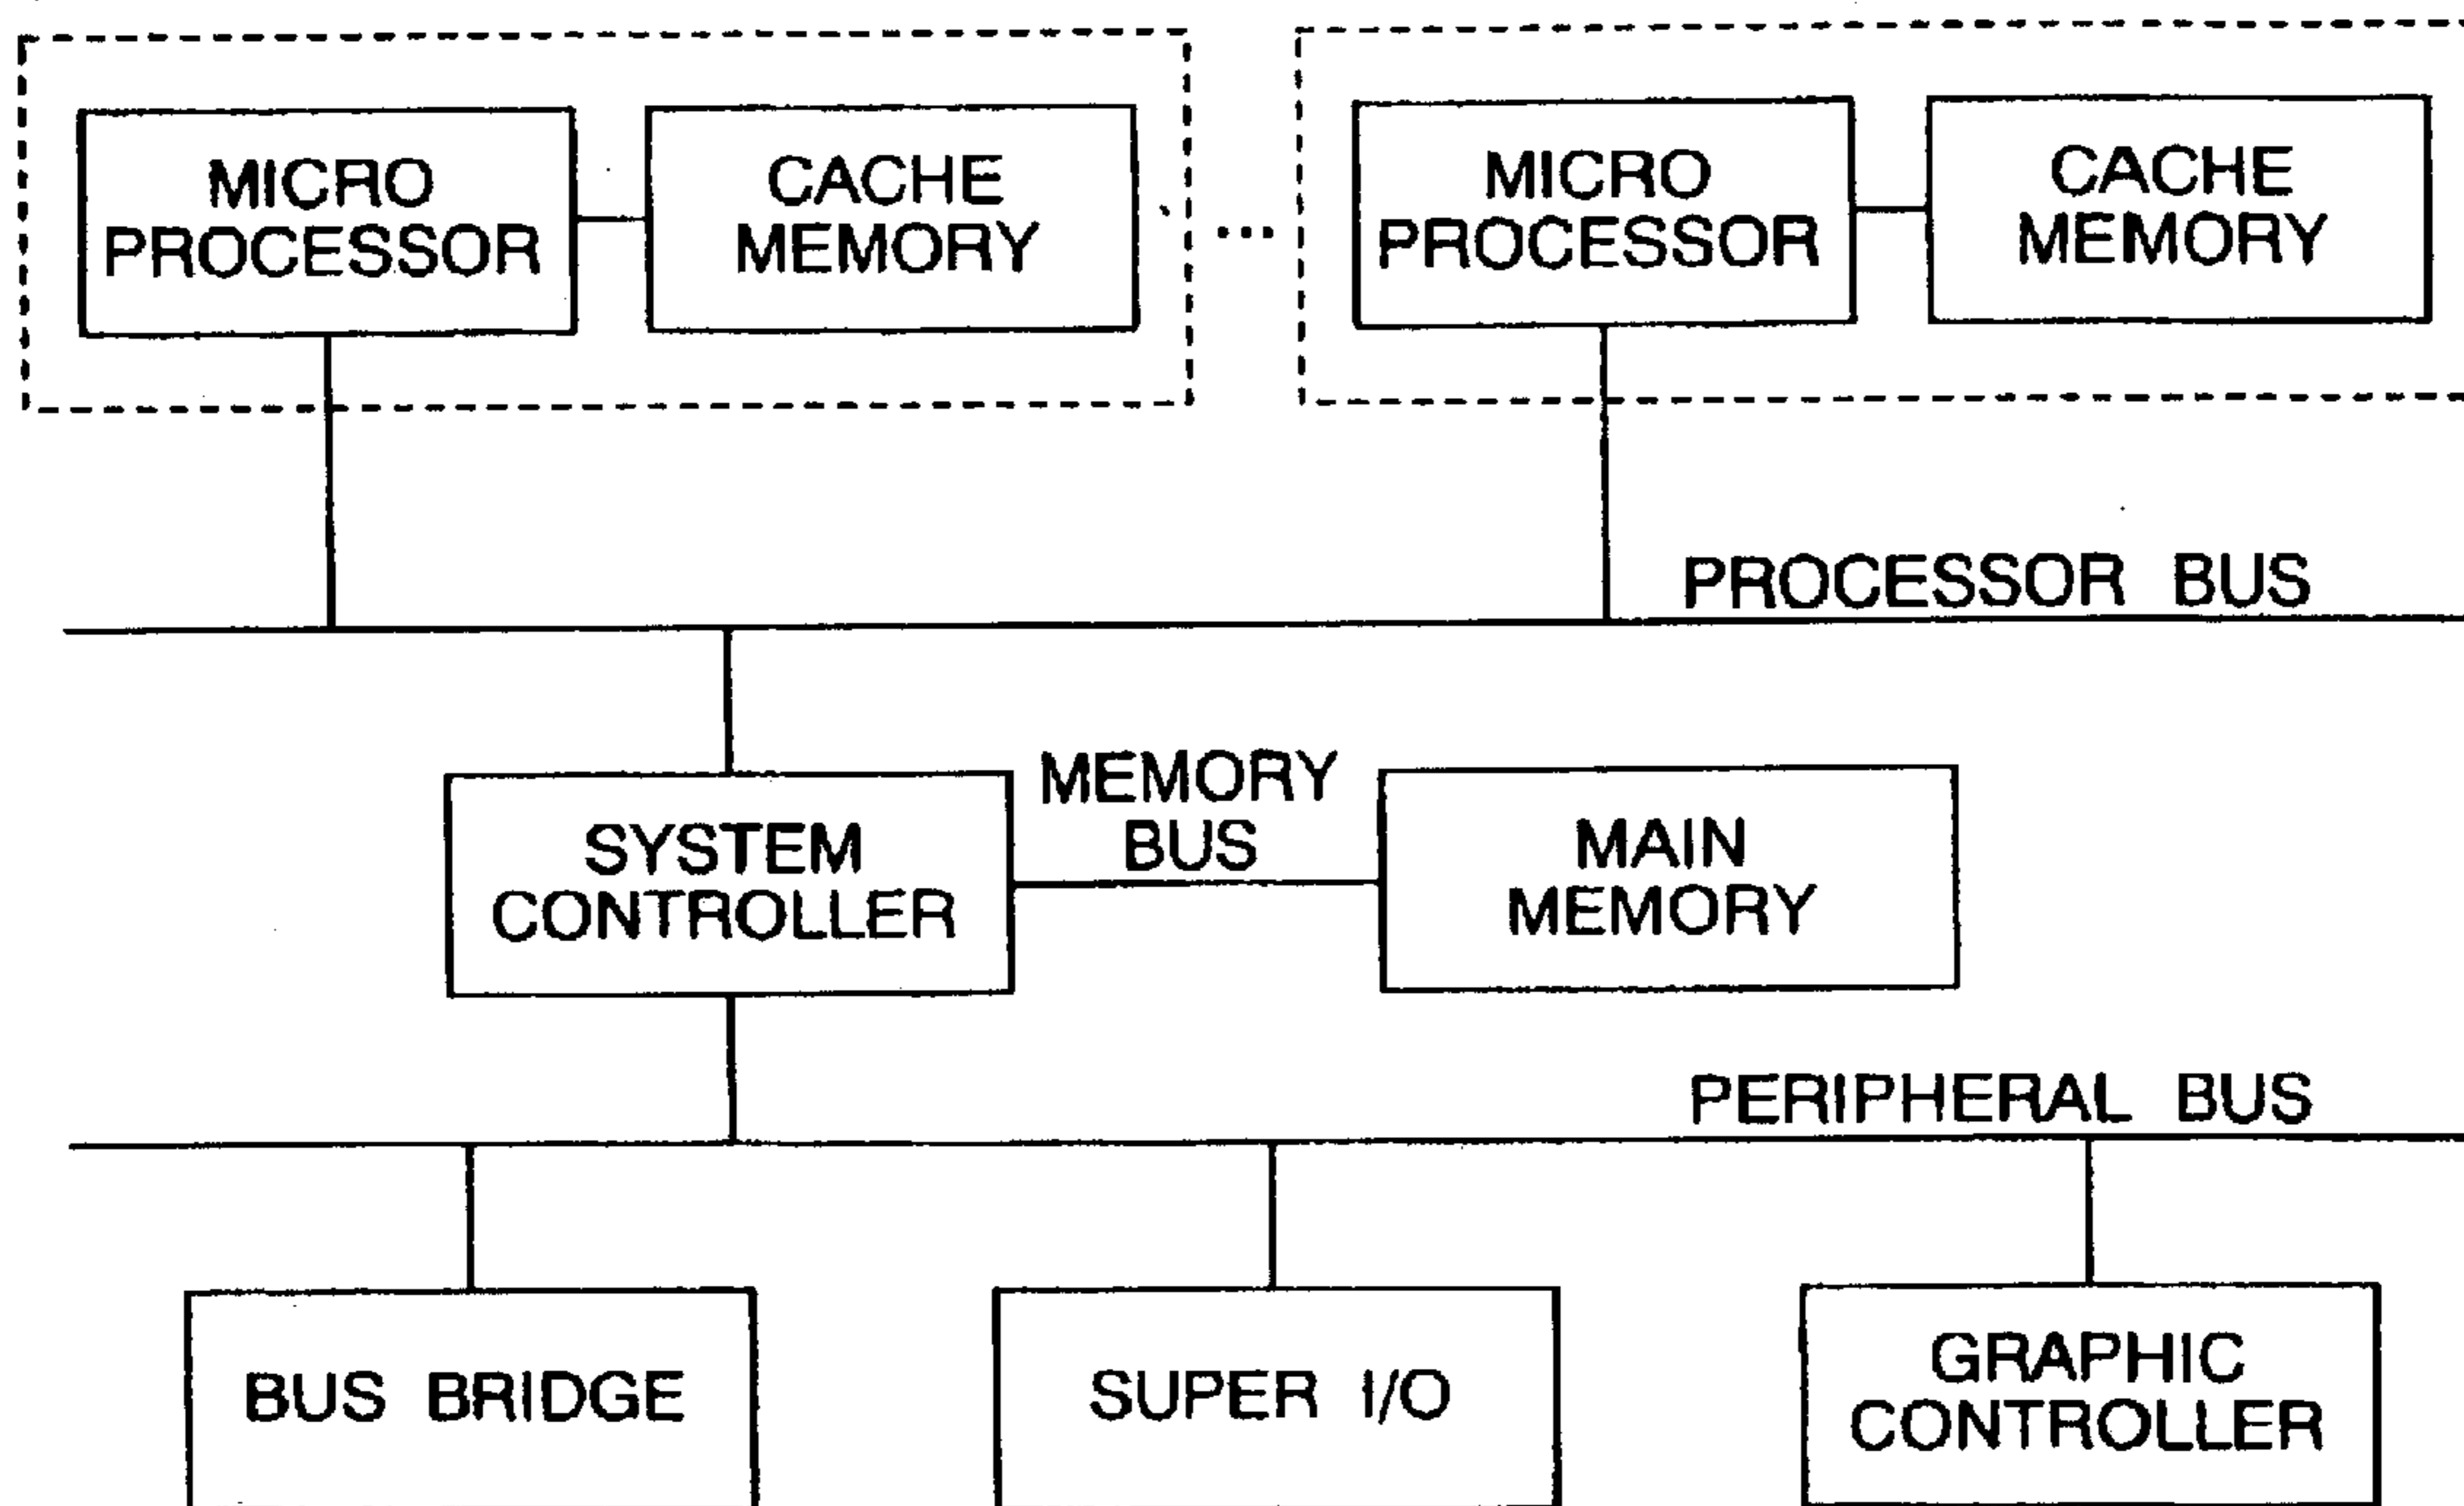 MICRO
PROCESSOR
CACHE
MEMORY
...
MICRO
PROCESSOR
CACHE
MEMORY
PROCESSOR BUS
SYSTEM
CONTROLLER
MEMORY
BUS
MAIN
MEMORY
PERIPHERAL BUS
BUS BRIDGE
SUPER I/O
GRAPHIC
CONTROLLER